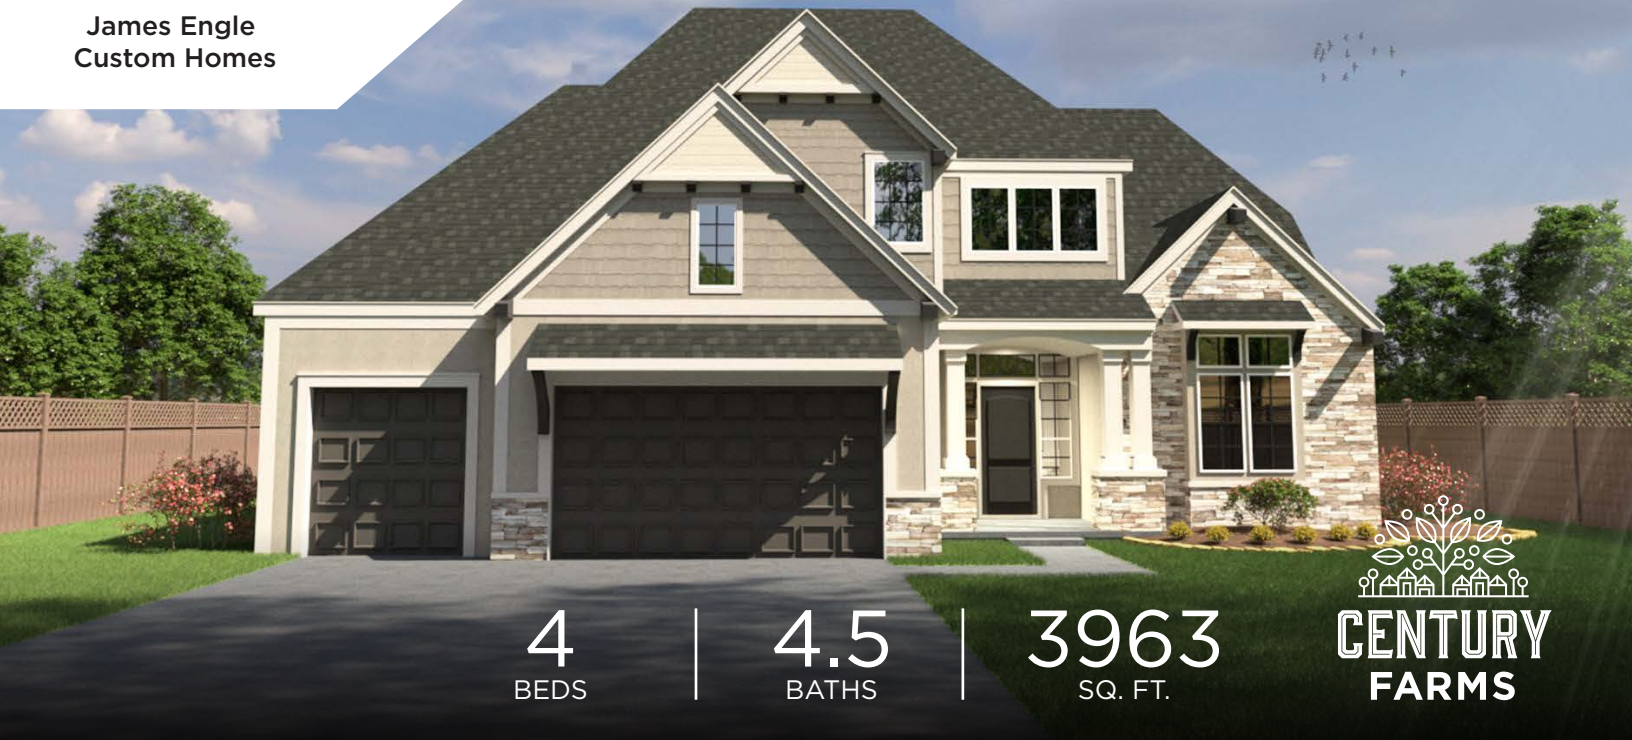 James Engle
Custom Homes
4
BEDS
4.5
BATHS
3963
SQ. FT.
CENTURY
FARMS